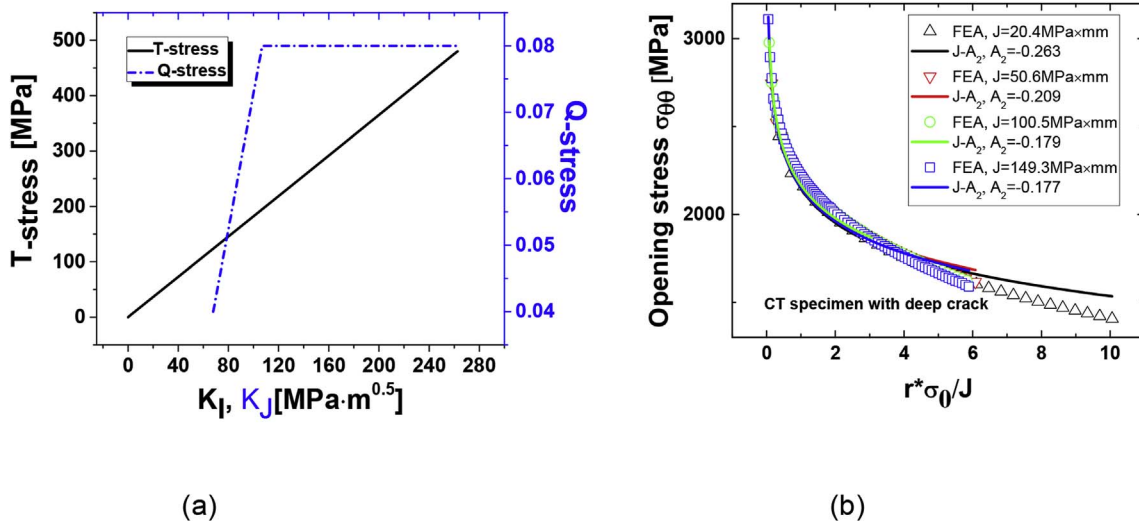 (a)
T-stress
Q-stress
500
400
300
200
100
0
T-stress [MPa]
0.08
0.07
0.06
0.05
0.04
Q-stress
0 40 80 120 160 200 240 280
K_I, K_J[MPa·m^0.5]
(a)
(b)
FEA, J=20.4MPa×mm
J-A₂, A₂=-0.263
FEA, J=50.6MPa×mm
J-A₂, A₂=-0.209
FEA, J=100.5MPa×mm
J-A₂, A₂=-0.179
FEA, J=149.3MPa×mm
J-A₂, A₂=-0.177
3000
2000
Opening stress σ_θθ [MPa]
CT specimen with deep crack
0 2 4 6 8 10
r*σ₀/J
(b)